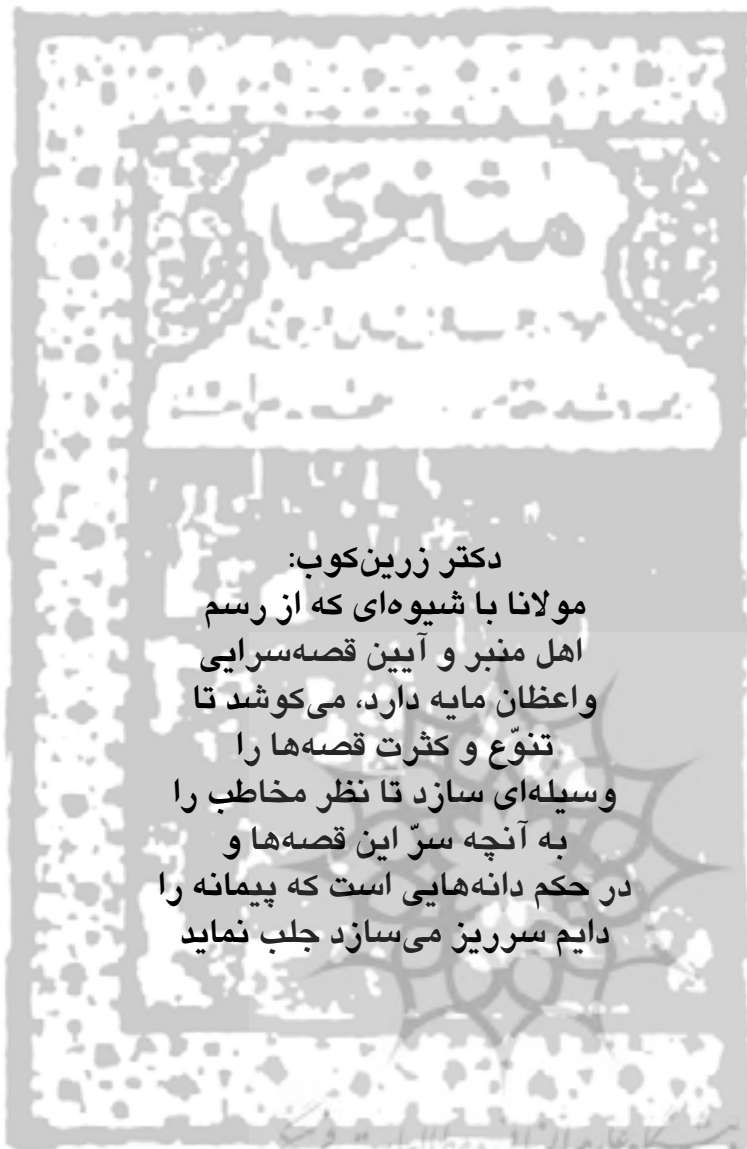 مثنوی
دکتر زرین‌کوب:
مولانا با شیوه‌ای که از رسم
اهل منبر و آیین قصه‌سرایی
واعظان مایه دارد، می‌کوشد تا
تنوّع و کثرت قصه‌ها را
وسیله‌ای سازد تا نظر مخاطب را
به آنچه سرّ این قصه‌ها و
در حکم دانه‌هایی است که پیمانه را
دایم سرریز می‌سازد جلب نماید